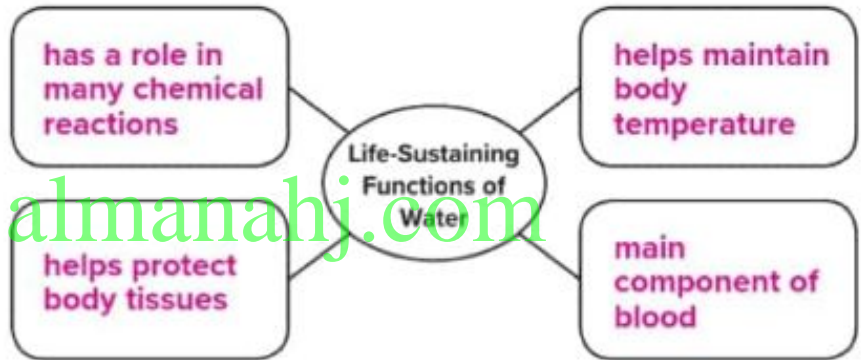 has a role in
many chemical
reactions
helps maintain
body
temperature
Life-Sustaining
Functions of
Water
almanahj.com
helps protect
body tissues
main
component of
blood